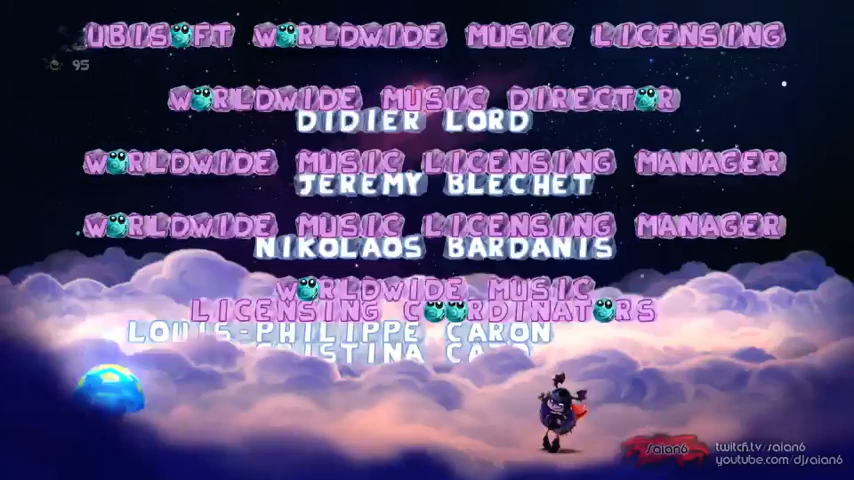 UBISOFT WORLDWIDE MUSIC LICENSING
95
WORLDWIDE MUSIC DIRECTOR
DIDIER LORD
WORLDWIDE MUSIC LICENSING MANAGER
JEREMY BLECHET
WORLDWIDE MUSIC LICENSING MANAGER
NIKOLAOS BARDANIS
WORLDWIDE MUSIC
LICENSING COORDINATORS
LOUIS-PHILIPPE CARON
saian6
twitch.tv/saian6
youtube.com/djsaian6